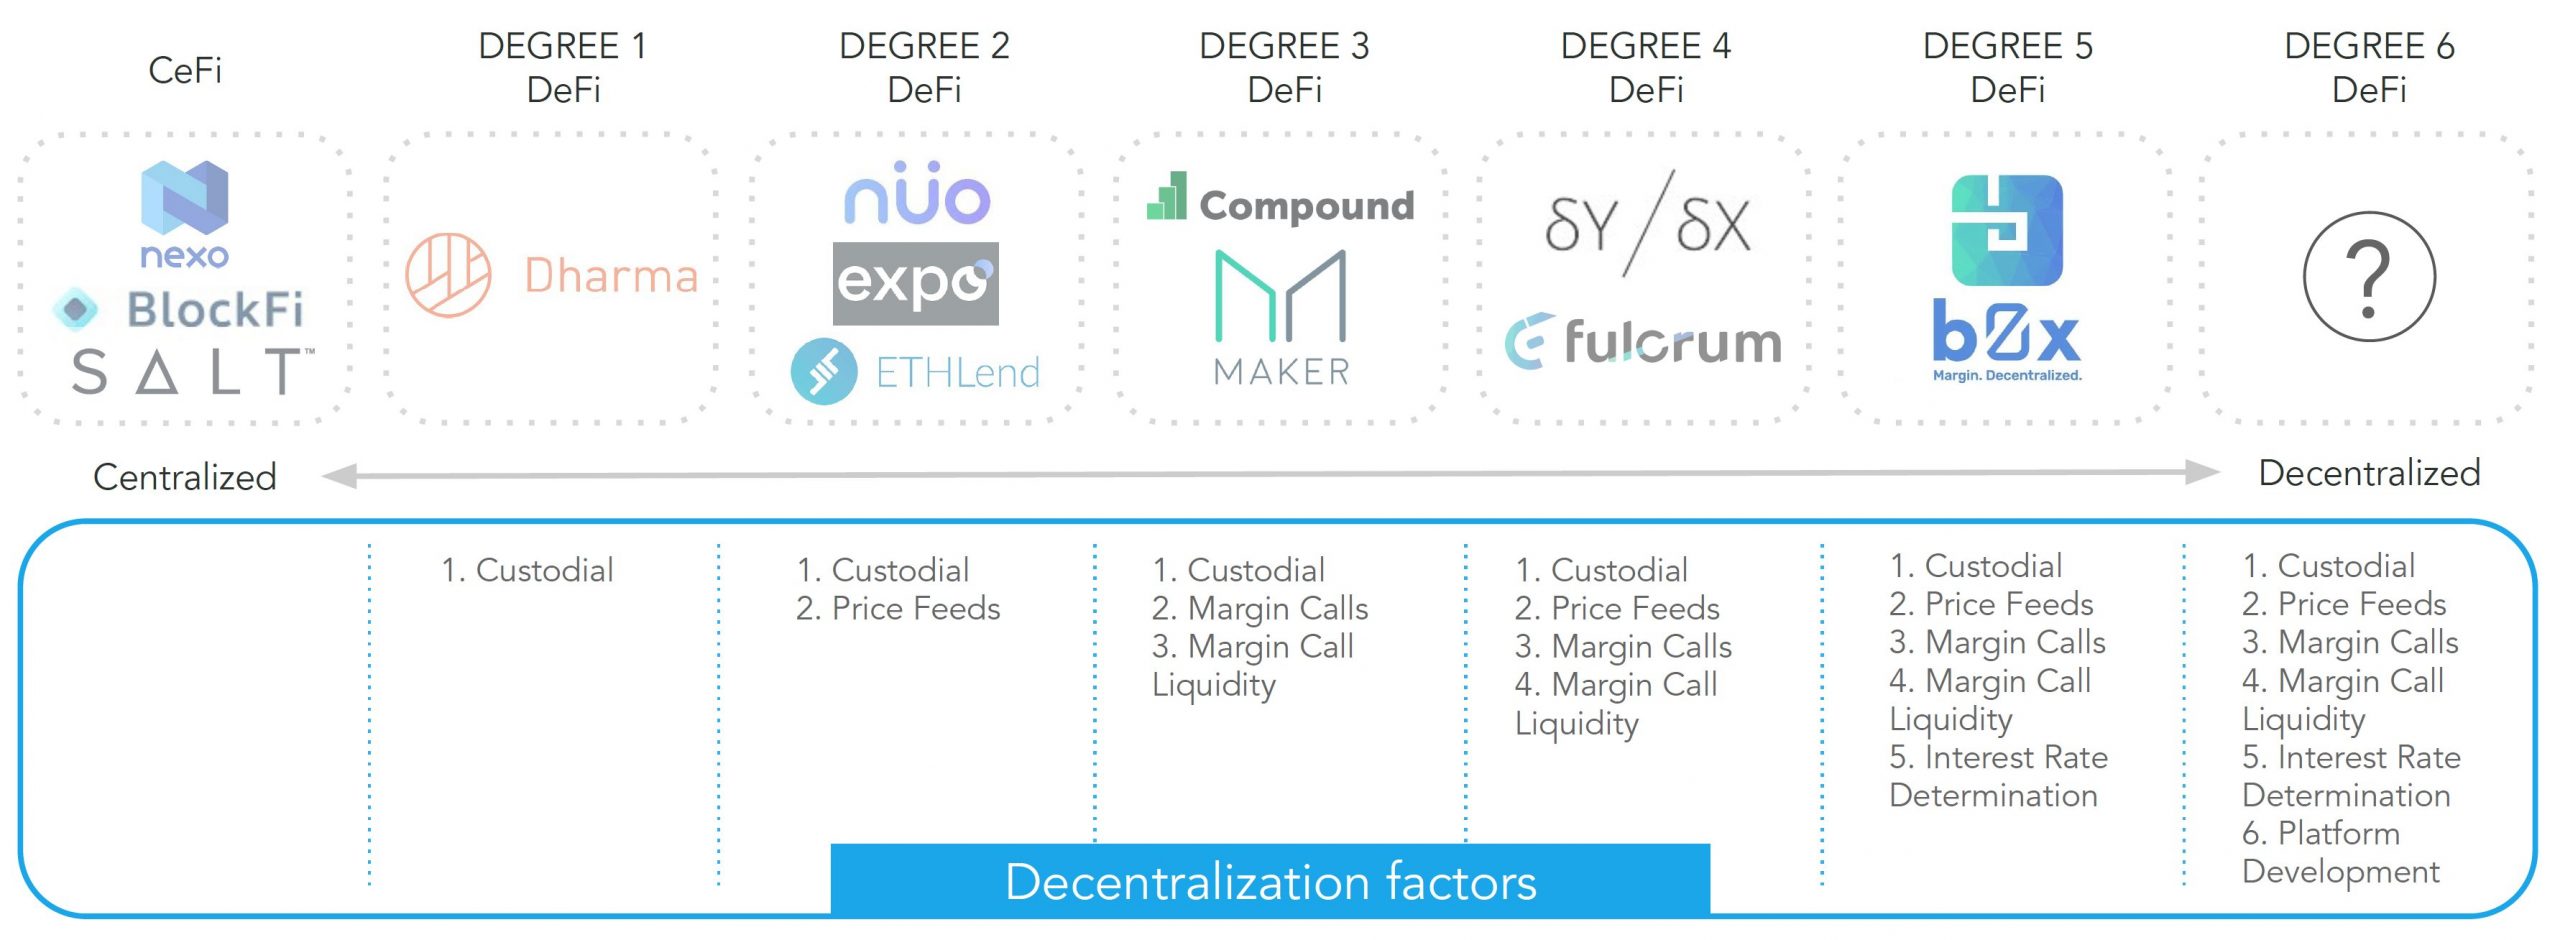 CeFi
DEGREE 1
DeFi
DEGREE 2
DeFi
DEGREE 3
DeFi
DEGREE 4
DeFi
DEGREE 5
DeFi
DEGREE 6
DeFi
nexo
BlockFi
SALT™
Dharma
nüo
expo
ETHLend
Compound
MAKER
δY/δX
fulcrum
b0x
Margin. Decentralized.
?
Centralized
Decentralized
1. Custodial
1. Custodial
2. Price Feeds
1. Custodial
2. Margin Calls
3. Margin Call
Liquidity
1. Custodial
2. Price Feeds
3. Margin Calls
4. Margin Call
Liquidity
1. Custodial
2. Price Feeds
3. Margin Calls
4. Margin Call
Liquidity
5. Interest Rate
Determination
1. Custodial
2. Price Feeds
3. Margin Calls
4. Margin Call
Liquidity
5. Interest Rate
Determination
6. Platform
Development
Decentralization factors